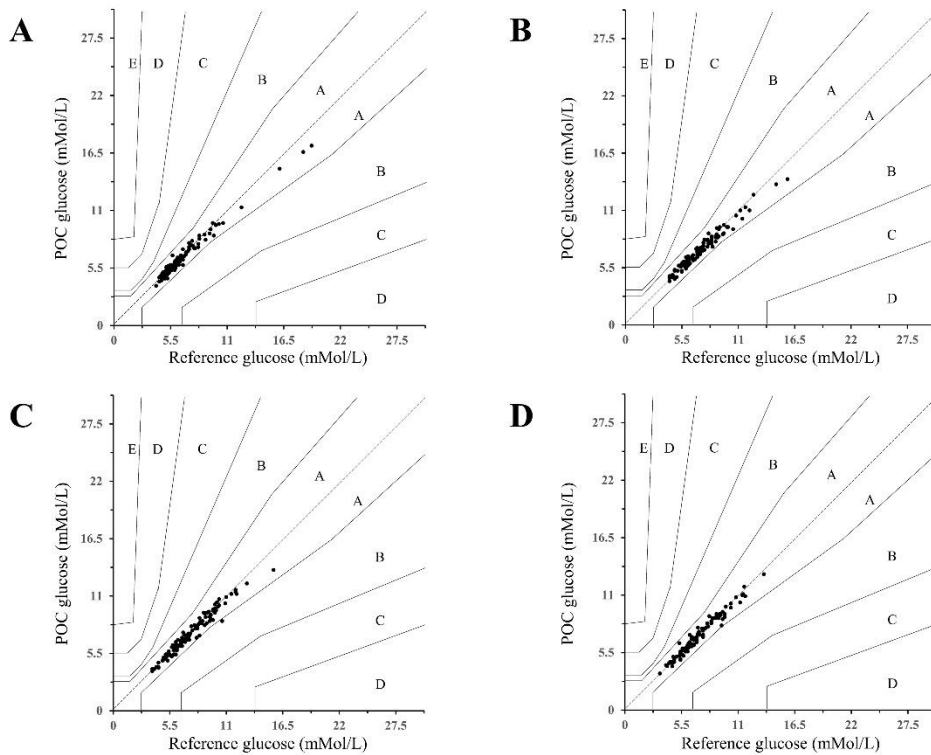 A
POC glucose (mMol/L)
27.5
22
16.5
11
5.5
0
E D C B A A B C D
0 5.5 11 16.5 22 27.5
Reference glucose (mMol/L)
B
POC glucose (mMol/L)
27.5
22
16.5
11
5.5
0
E D C B A A B C D
0 5.5 11 16.5 22 27.5
Reference glucose (mMol/L)
C
POC glucose (mMol/L)
27.5
22
16.5
11
5.5
0
E D C B A A B C D
0 5.5 11 16.5 22 27.5
Reference glucose (mMol/L)
D
POC glucose (mMol/L)
27.5
22
16.5
11
5.5
0
E D C B A A B C D
0 5.5 11 16.5 22 27.5
Reference glucose (mMol/L)